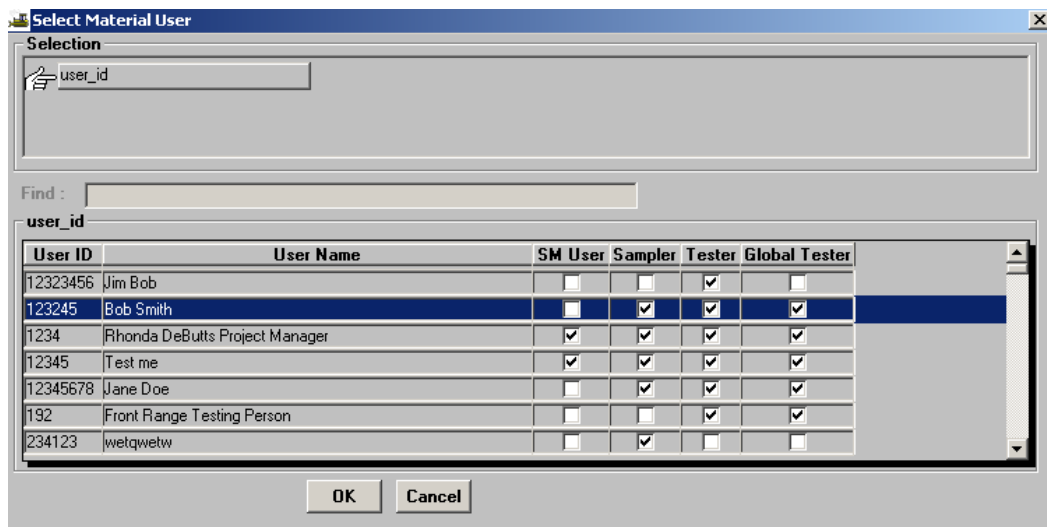 Select Material User
Selection
user_id
Find :
user_id
User ID User Name SM User Sampler Tester Global Tester
12323456 Jim Bob
123245 Bob Smith
1234 Rhonda DeButts Project Manager
12345 Test me
12345678 Jane Doe
192 Front Range Testing Person
234123 wetqwetw
OK Cancel